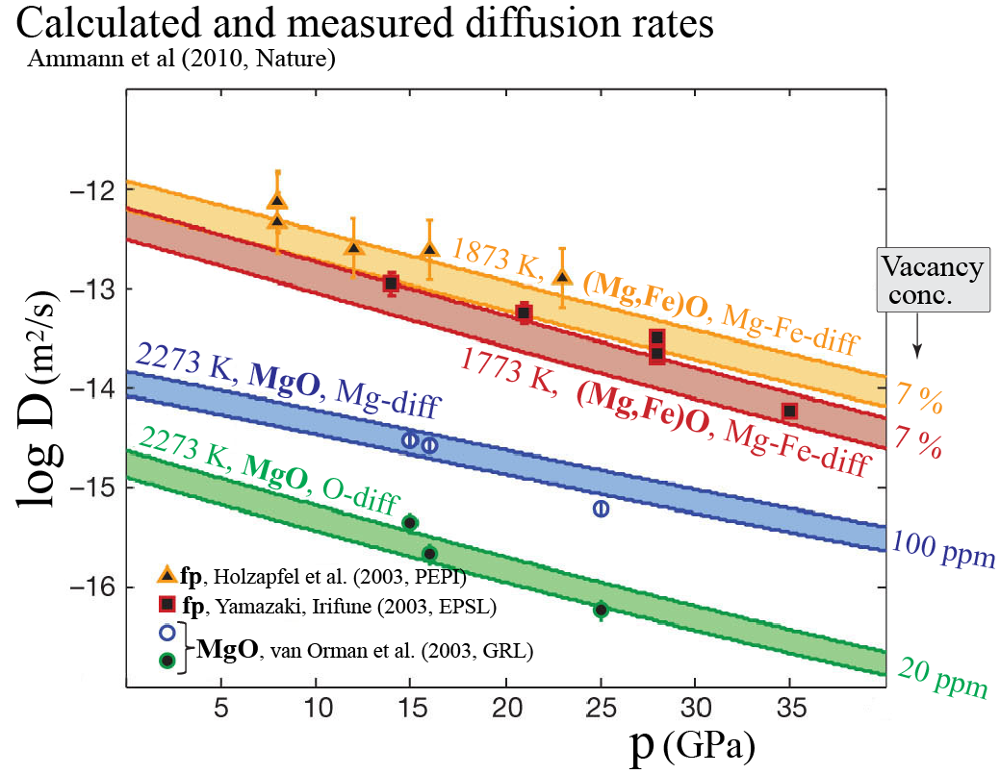 Calculated and measured diffusion rates
Ammann et al (2010, Nature)
−12
−13
−14
−15
−16
log D (m²/s)
1873 K, (Mg,Fe)O, Mg-Fe-diff
7 %
1773 K, (Mg,Fe)O, Mg-Fe-diff
7 %
2273 K, MgO, Mg-diff
100 ppm
2273 K, MgO, O-diff
20 ppm
Vacancy
conc.
fp, Holzapfel et al. (2003, PEPI)
fp, Yamazaki, Irifune (2003, EPSL)
MgO, van Orman et al. (2003, GRL)
5 10 15 20 25 30 35
p (GPa)